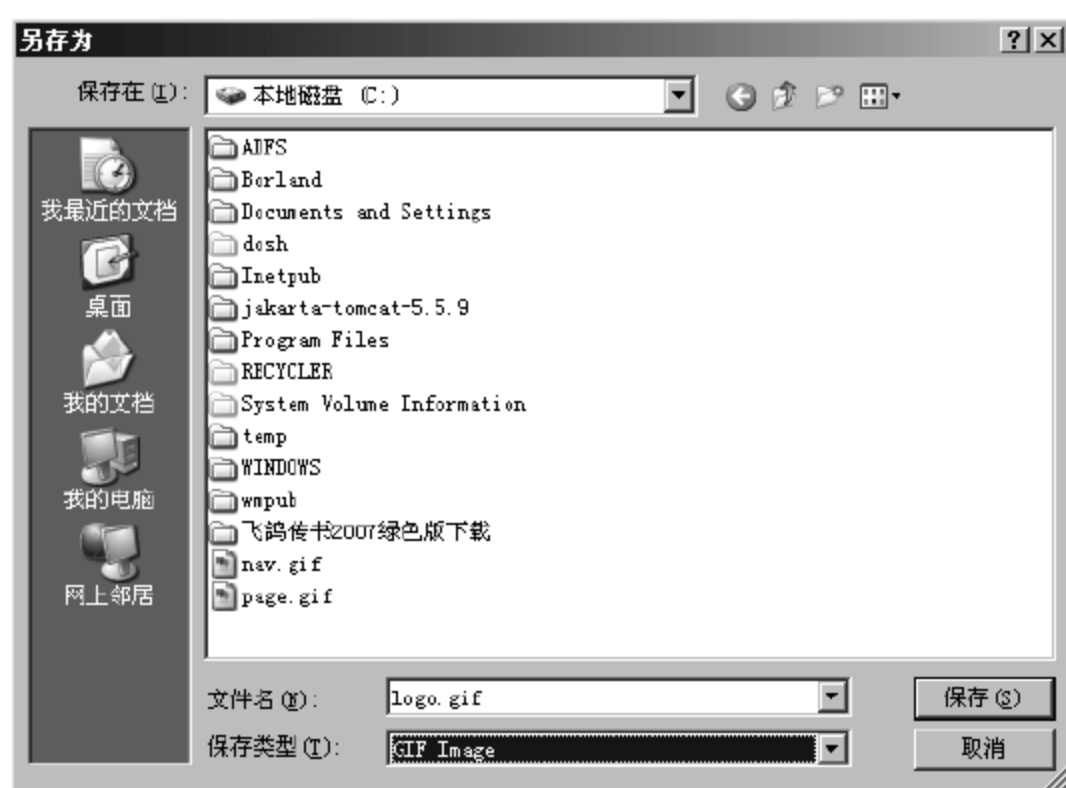 另存为
保存在(I):
本地磁盘 (C:)
我最近的文档
桌面
我的文档
我的电脑
网上邻居
ADFS
Borland
Documents and Settings
dosh
Inetpub
jakarta-tomcat-5.5.9
Program Files
RECYCLER
System Volume Information
temp
WINDOWS
wmpub
飞鸽传书2007绿色版下载
nav.gif
page.gif
文件名(N):
logo.gif
保存(S)
保存类型(T):
GIF Image
取消